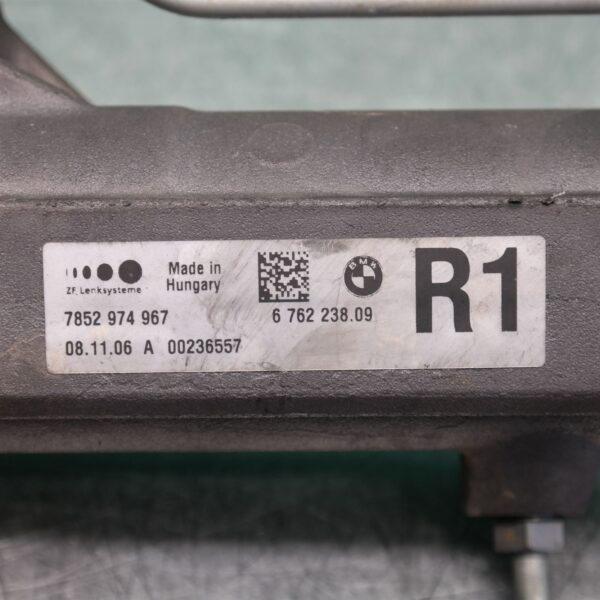 ZF Lenksysteme
Made in
Hungary
BMW
R1
7852 974 967
6 762 238.09
08.11.06 A 00236557